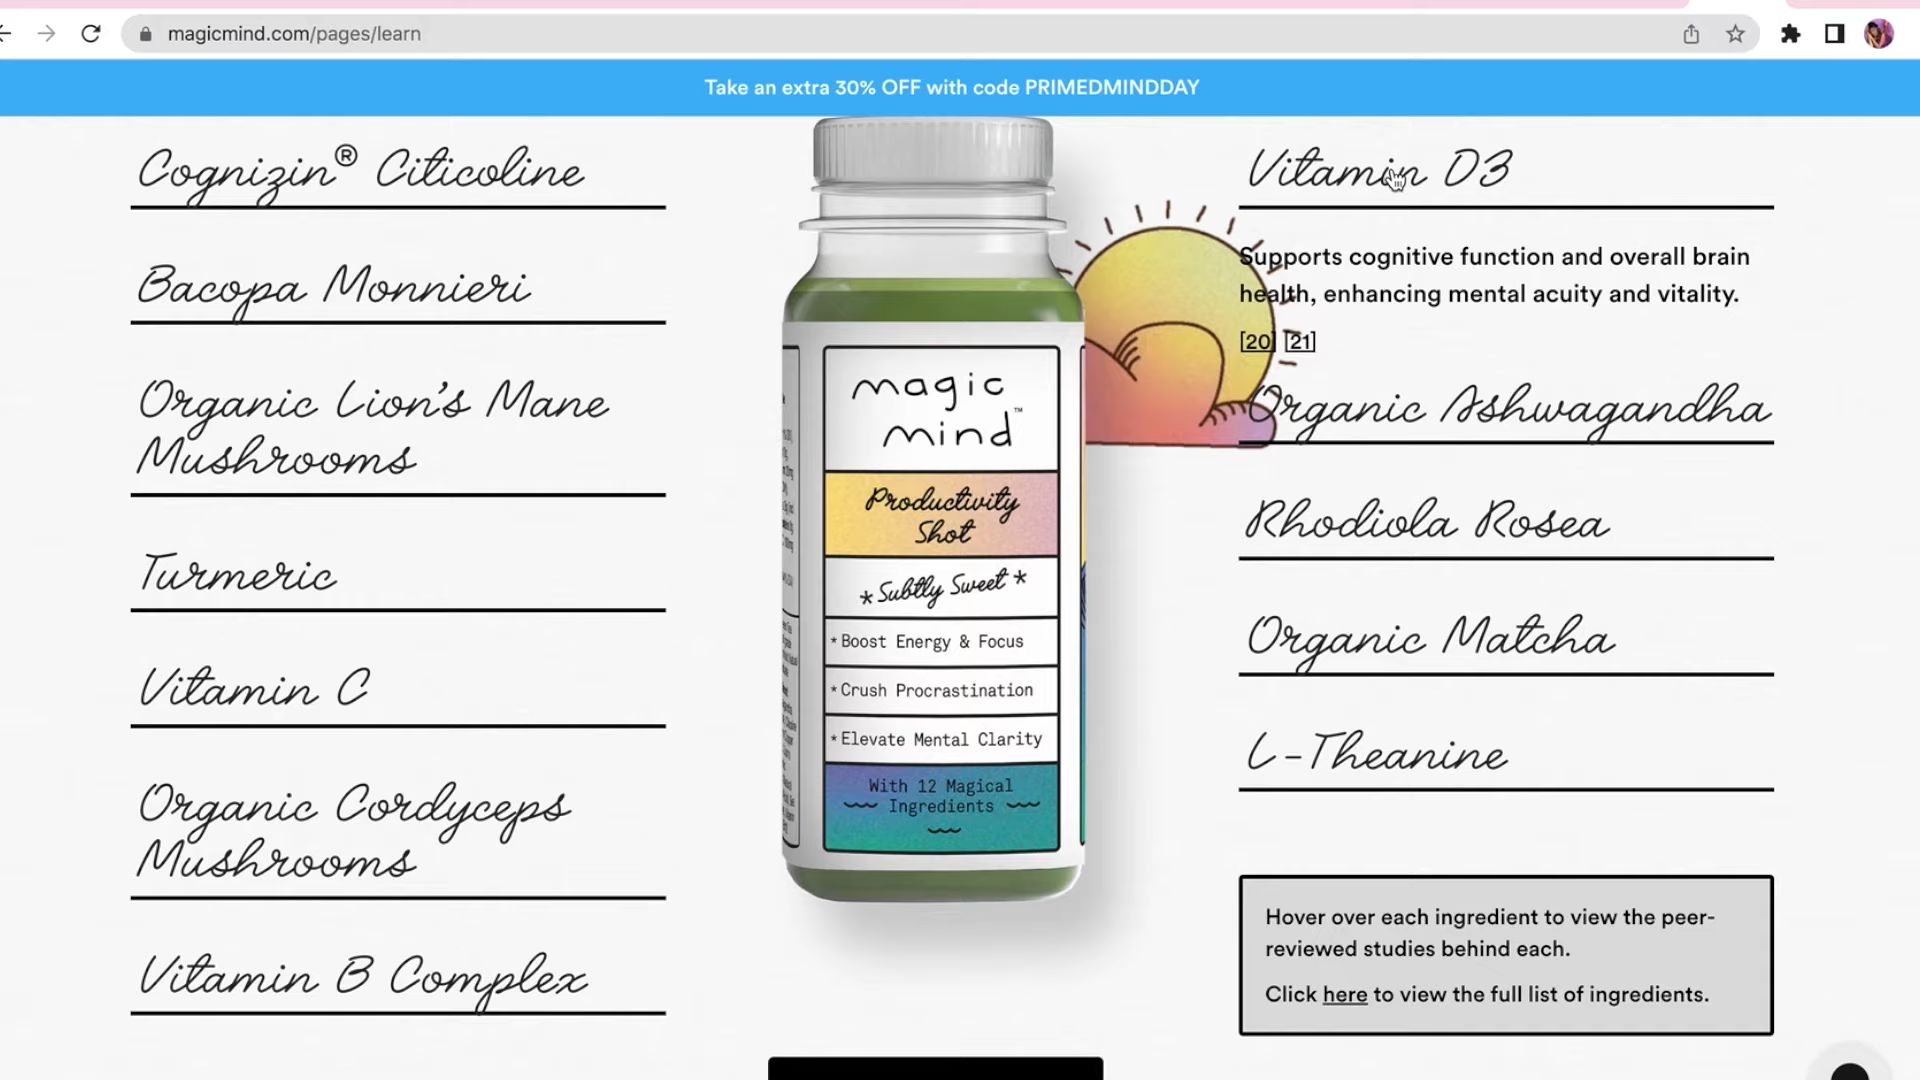 magicmind.com/pages/learn
Take an extra 30% OFF with code PRIMEDMINDDAY
Cognizin® Citicoline
Bacopa Monnieri
Organic Lion's Mane
Mushrooms
Turmeric
Vitamin C
Organic Cordyceps
Mushrooms
Vitamin B Complex
magic
mind™
Productivity
Shot
*Subtly Sweet*
*Boost Energy & Focus
*Crush Procrastination
*Elevate Mental Clarity
With 12 Magical
Ingredients
Vitamin D3
Supports cognitive function and overall brain
health, enhancing mental acuity and vitality.
[20] [21]
Organic Ashwagandha
Rhodiola Rosea
Organic Matcha
L-Theanine
Hover over each ingredient to view the peer-
reviewed studies behind each.
Click here to view the full list of ingredients.